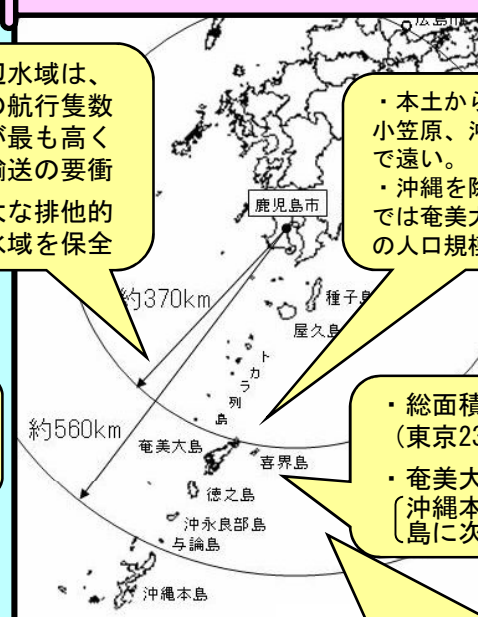 広島市
辺水域は、
の航行隻数
が最も高く
輸送の要衝
大な排他的
水域を保全
・本土から
小笠原、沖
で遠い。
・沖縄を除
では奄美大
の人口規模
鹿児島市
約370km
種子島
屋久島
トカラ列島
約560km
奄美大島
喜界島
徳之島
沖永良部島
与論島
沖縄本島
・総面積
(東京23
・奄美大
沖縄本
島に次